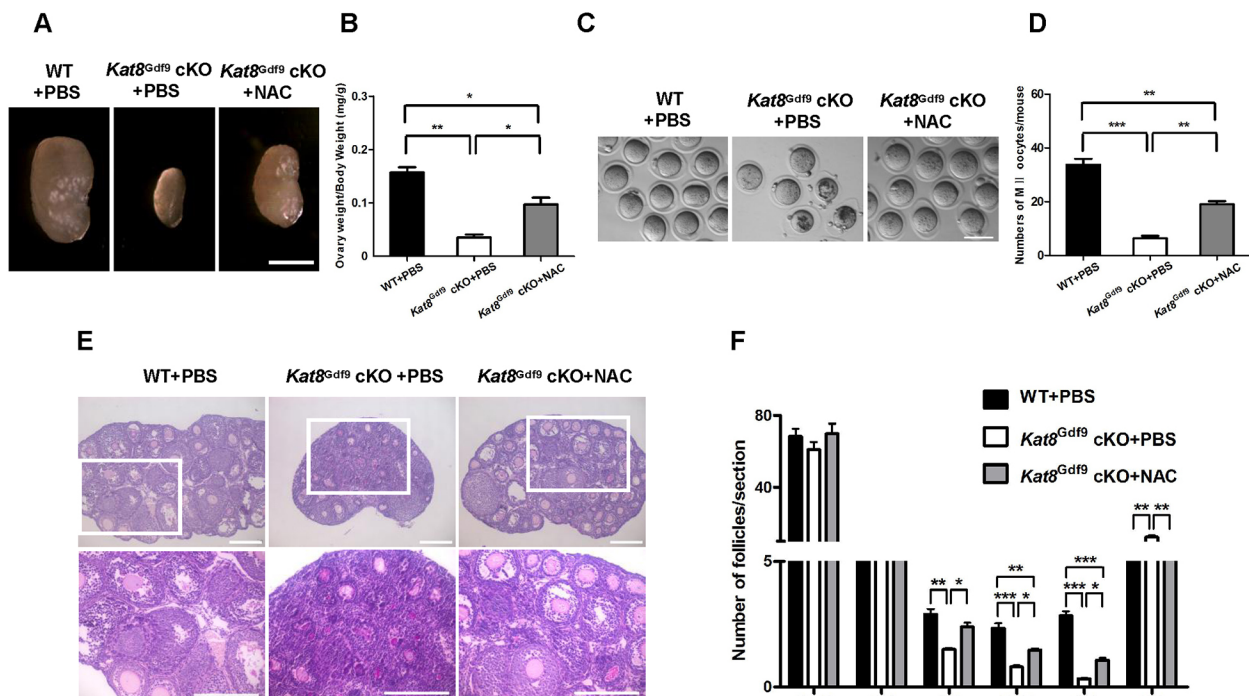 A
WT
+PBS
Kat8Gdf9 cKO
+PBS
Kat8Gdf9 cKO
+NAC
B
Ovary weight/Body Weight (mg/g)
0.3
0.2
0.1
0
*
**
*
WT+PBS
Kat8Gdf9 cKO+PBS
Kat8Gdf9 cKO+NAC
C
WT
+PBS
Kat8Gdf9 cKO
+PBS
Kat8Gdf9 cKO
+NAC
D
Numbers of MⅡ oocytes/mouse
60
40
20
0
**
***
**
WT+PBS
Kat8Gdf9 cKO+PBS
Kat8Gdf9 cKO+NAC
E
WT+PBS
Kat8Gdf9 cKO +PBS
Kat8Gdf9 cKO+NAC
F
WT+PBS
Kat8Gdf9 cKO+PBS
Kat8Gdf9 cKO+NAC
Number of follicles/section
80
60
5
0
** *
**
*** *
***
*** *
** **